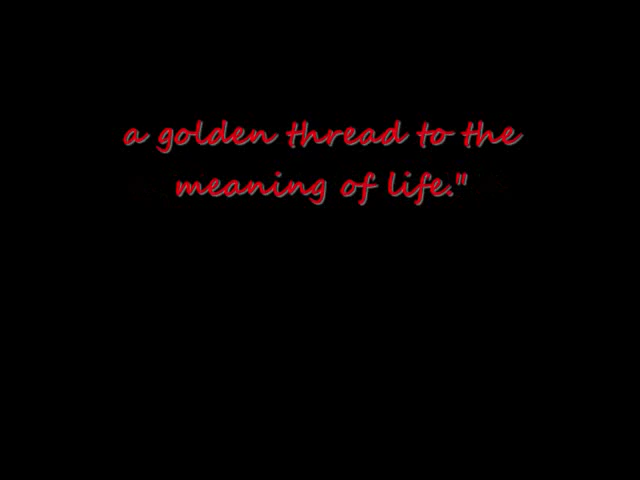 a golden thread to the
meaning of life."